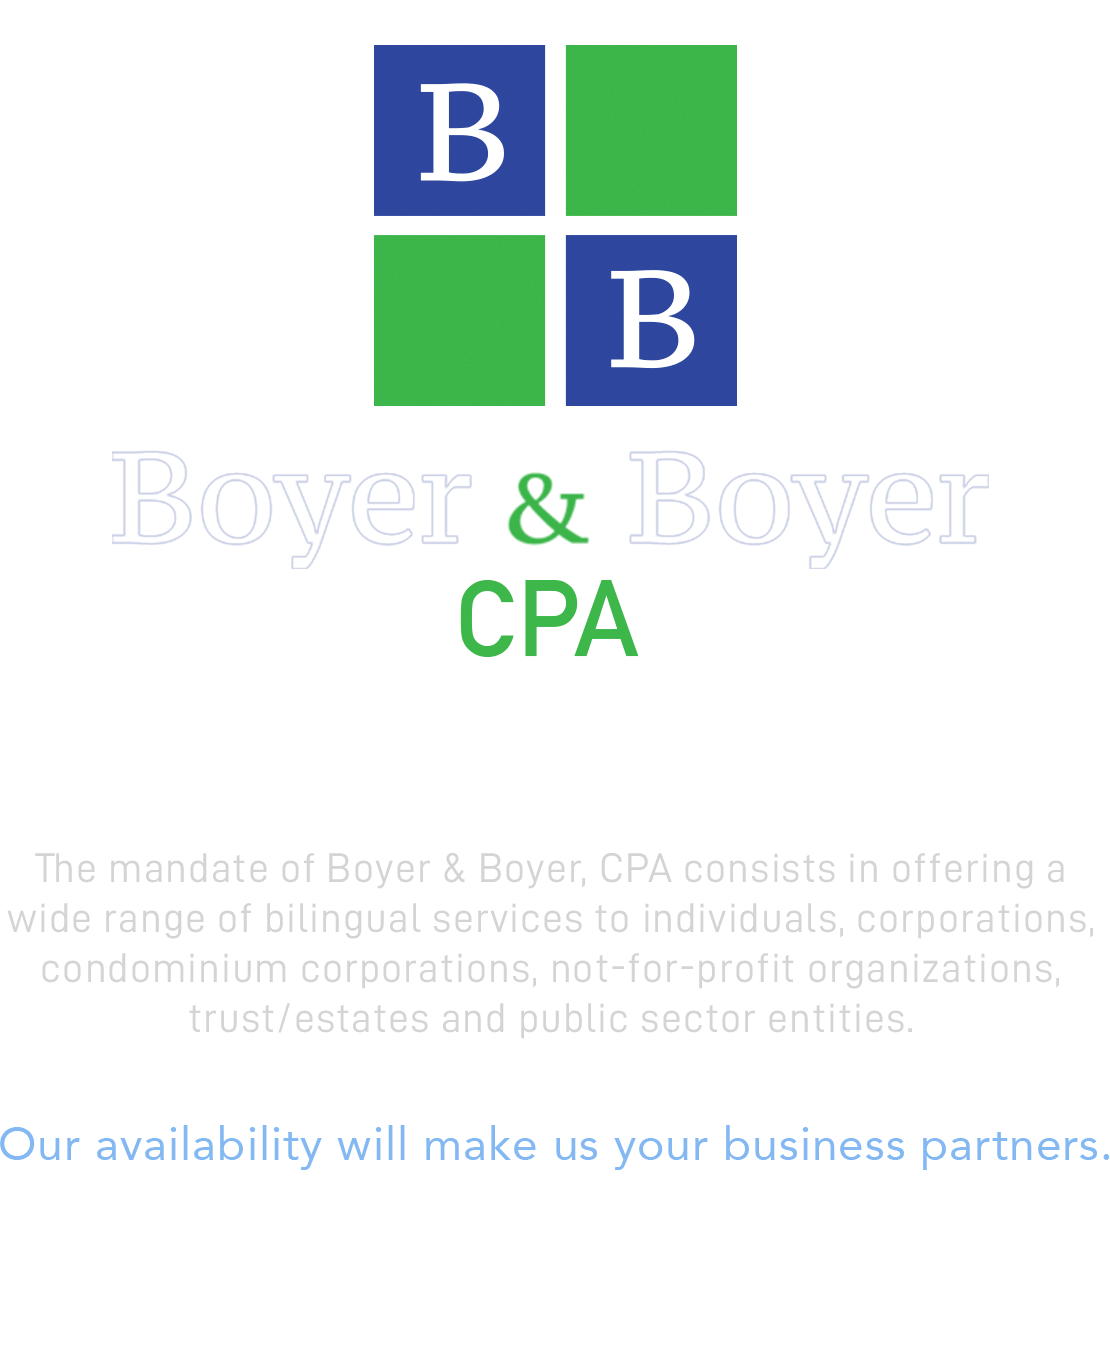 B
B
Boyer & Boyer
CPA
The mandate of Boyer & Boyer, CPA consists in offering a
wide range of bilingual services to individuals, corporations,
condominium corporations, not-for-profit organizations,
trust/estates and public sector entities.
Our availability will make us your business partners.